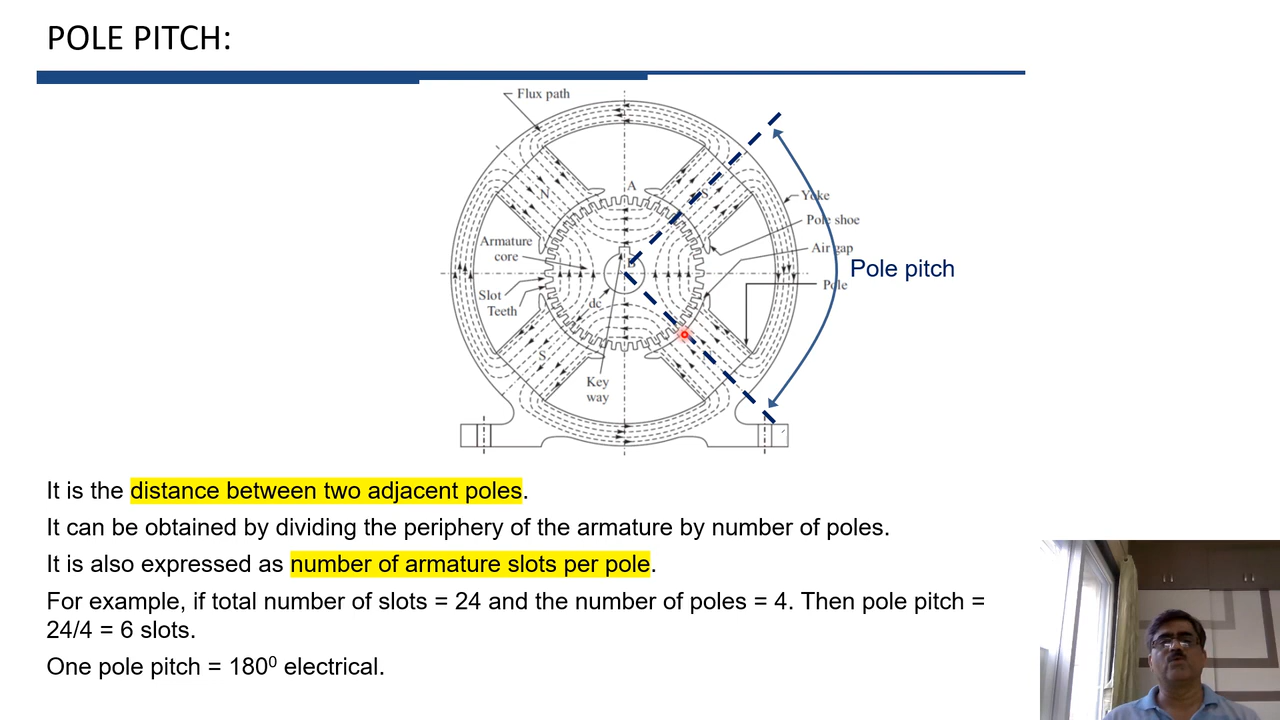 POLE PITCH:
Flux path
N
A
S
Yoke
Pole shoe
Armature
core
Air gap
B
Pole pitch
Pole
Slot
Teeth
dc
S
Key
way
It is the distance between two adjacent poles.
It can be obtained by dividing the periphery of the armature by number of poles.
It is also expressed as number of armature slots per pole.
For example, if total number of slots = 24 and the number of poles = 4. Then pole pitch =
24/4 = 6 slots.
One pole pitch = 180⁰ electrical.